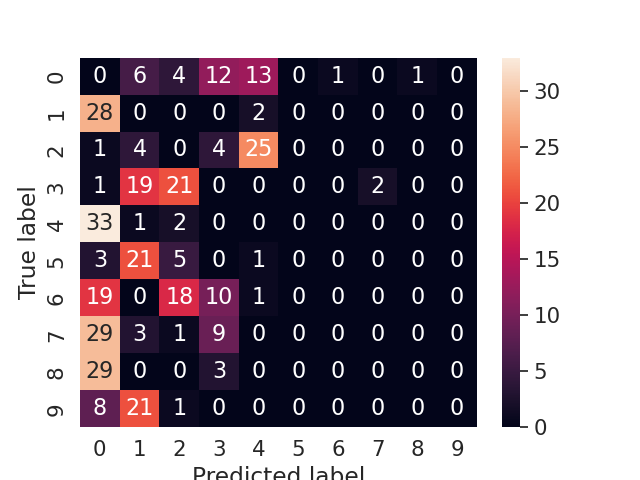 0 0 6 4 12 13 0 1 0 1 0
1 28 0 0 0 2 0 0 0 0 0
2 1 4 0 4 25 0 0 0 0 0
3 1 19 21 0 0 0 0 2 0 0
4 33 1 2 0 0 0 0 0 0 0
5 3 21 5 0 1 0 0 0 0 0
6 19 0 18 10 1 0 0 0 0 0
7 29 3 1 9 0 0 0 0 0 0
8 29 0 0 3 0 0 0 0 0 0
9 8 21 1 0 0 0 0 0 0 0
0 1 2 3 4 5 6 7 8 9
Predicted label
True label
30
25
20
15
10
5
0